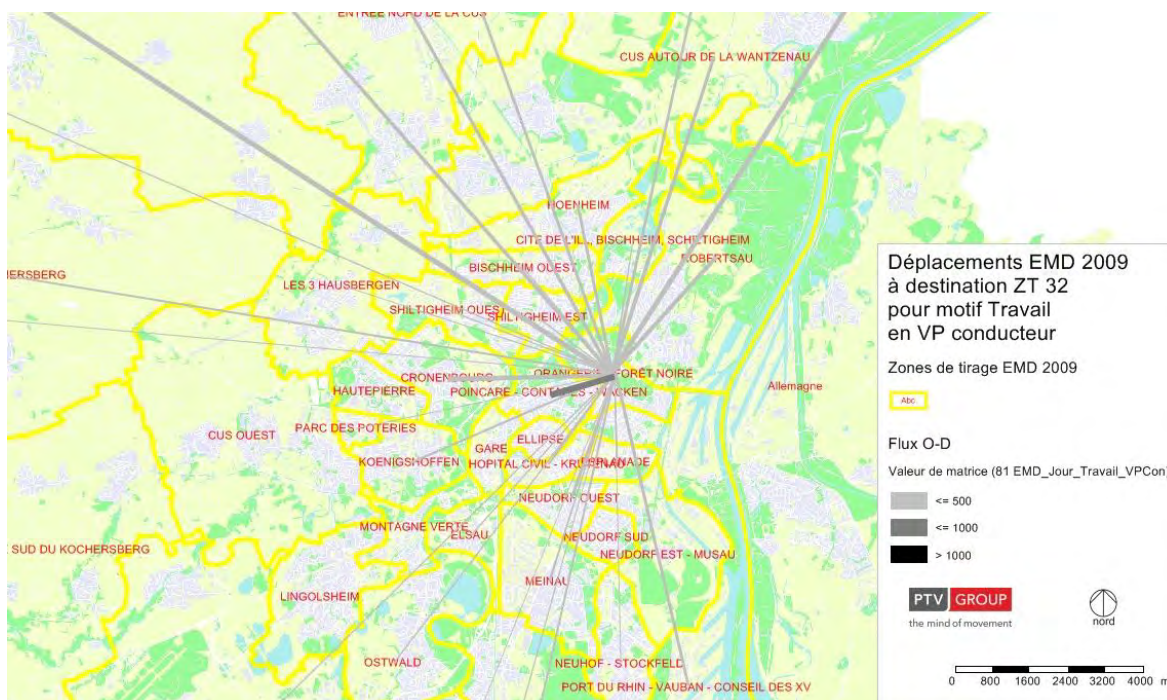 ENTREE NORD DE LA CUS
CUS AUTOUR DE LA WANTZENAU
HOENHEIM
CITE DE L'ILL, BISCHHEIM, SCHILTIGHEIM
ROBERTSAU
BISCHHEIM OUEST
LES 3 HAUSBERGEN
SHILTIGHEIM OUES
SHILTIGHEIM EST
HERSBERG
ORANGERIE FORÊT NOIRE
CRONENBOURG
HAUTEPIERRE
POINCARE - CONTADES - WACKEN
Allemagne
PARC DES POTERIES
CUS OUEST
ELLIPSE
GARE
KOENIGSHOFFEN
HOPITAL CIVIL - KRUTENAU
ESPLANADE
NEUDORF OUEST
MONTAGNE VERTE
ELSAU
NEUDORF SUD
SUD DU KOCHERSBERG
NEUDORF EST - MUSAU
MEINAU
LINGOLSHEIM
OSTWALD
NEUHOF - STOCKFELD
PORT DU RHIN - VAUBAN - CONSEIL DES XV
Déplacements EMD 2009
à destination ZT 32
pour motif Travail
en VP conducteur
Zones de tirage EMD 2009
Abc
Flux O-D
Valeur de matrice (81 EMD_Jour_Travail_VPCon
<= 500
<= 1000
> 1000
PTV GROUP
the mind of movement
nord
0 800 1600 2400 3200 4000 m